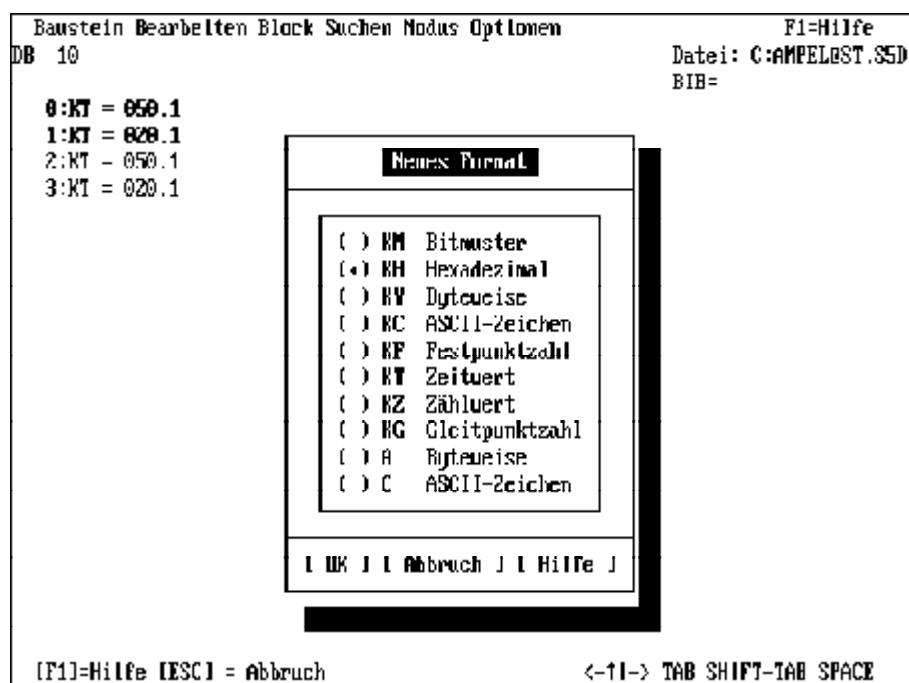 Baustein Bearbeiten Block Suchen Modus Optionen F1=Hilfe
DB 10 Datei: C:AMPEL@ST.S5D
BIB=
0:KT = 050.1
1:KT = 020.1
2:KT = 050.1
3:KT = 020.1
Neues Format
( ) KM Bitmuster
(•) KH Hexadezimal
( ) KY Byteweise
( ) KC ASCII-Zeichen
( ) KF Festpunktzahl
( ) KT Zeitwert
( ) KZ Zählwert
( ) KG Gleitpunktzahl
( ) A Byteweise
( ) C ASCII-Zeichen
[ OK ] [ Abbruch ] [ Hilfe ]
[F1]=Hilfe [ESC] = Abbruch <-↑↓-> TAB SHIFT-TAB SPACE